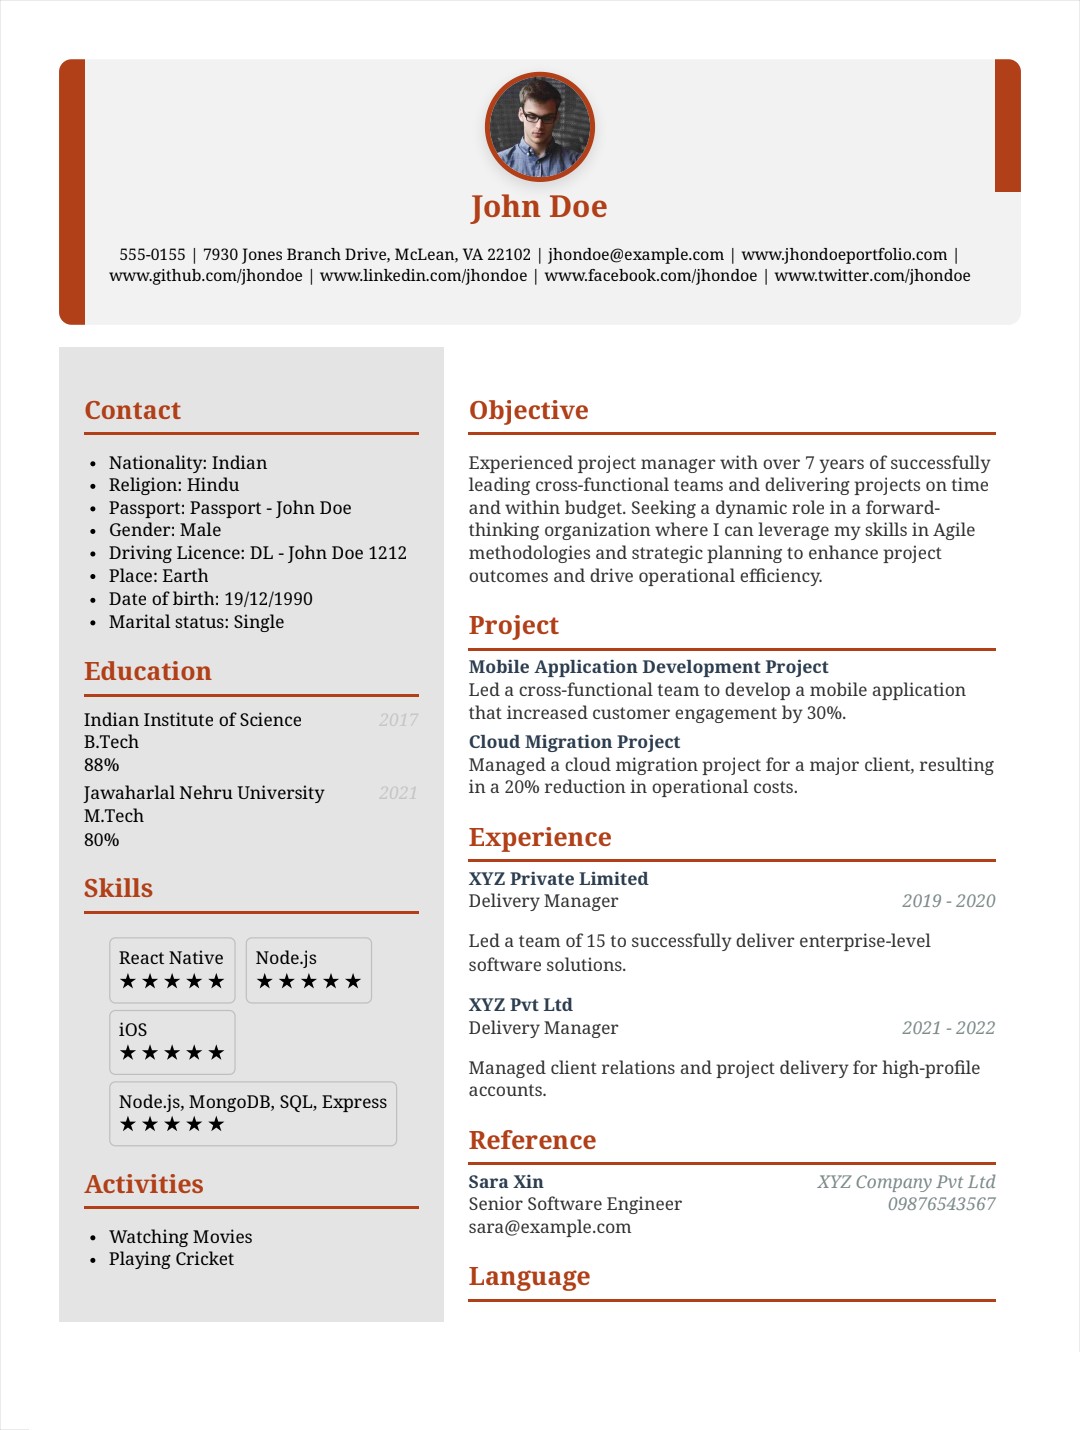 John Doe
555-0155 | 7930 Jones Branch Drive, McLean, VA 22102 | jhondoe@example.com | www.jhondoeportfolio.com |
www.github.com/jhondoe | www.linkedin.com/jhondoe | www.facebook.com/jhondoe | www.twitter.com/jhondoe
Contact
• Nationality: Indian
• Religion: Hindu
• Passport: Passport - John Doe
• Gender: Male
• Driving Licence: DL - John Doe 1212
• Place: Earth
• Date of birth: 19/12/1990
• Marital status: Single
Education
Indian Institute of Science 2017
B.Tech
88%
Jawaharlal Nehru University 2021
M.Tech
80%
Skills
React Native Node.js
★★★★★ ★★★★★
iOS
★★★★★
Node.js, MongoDB, SQL, Express
★★★★★
Activities
• Watching Movies
• Playing Cricket
Objective
Experienced project manager with over 7 years of successfully
leading cross-functional teams and delivering projects on time
and within budget. Seeking a dynamic role in a forward-
thinking organization where I can leverage my skills in Agile
methodologies and strategic planning to enhance project
outcomes and drive operational efficiency.
Project
Mobile Application Development Project
Led a cross-functional team to develop a mobile application
that increased customer engagement by 30%.
Cloud Migration Project
Managed a cloud migration project for a major client, resulting
in a 20% reduction in operational costs.
Experience
XYZ Private Limited
Delivery Manager 2019 - 2020
Led a team of 15 to successfully deliver enterprise-level
software solutions.
XYZ Pvt Ltd
Delivery Manager 2021 - 2022
Managed client relations and project delivery for high-profile
accounts.
Reference
Sara Xin XYZ Company Pvt Ltd
Senior Software Engineer 09876543567
sara@example.com
Language